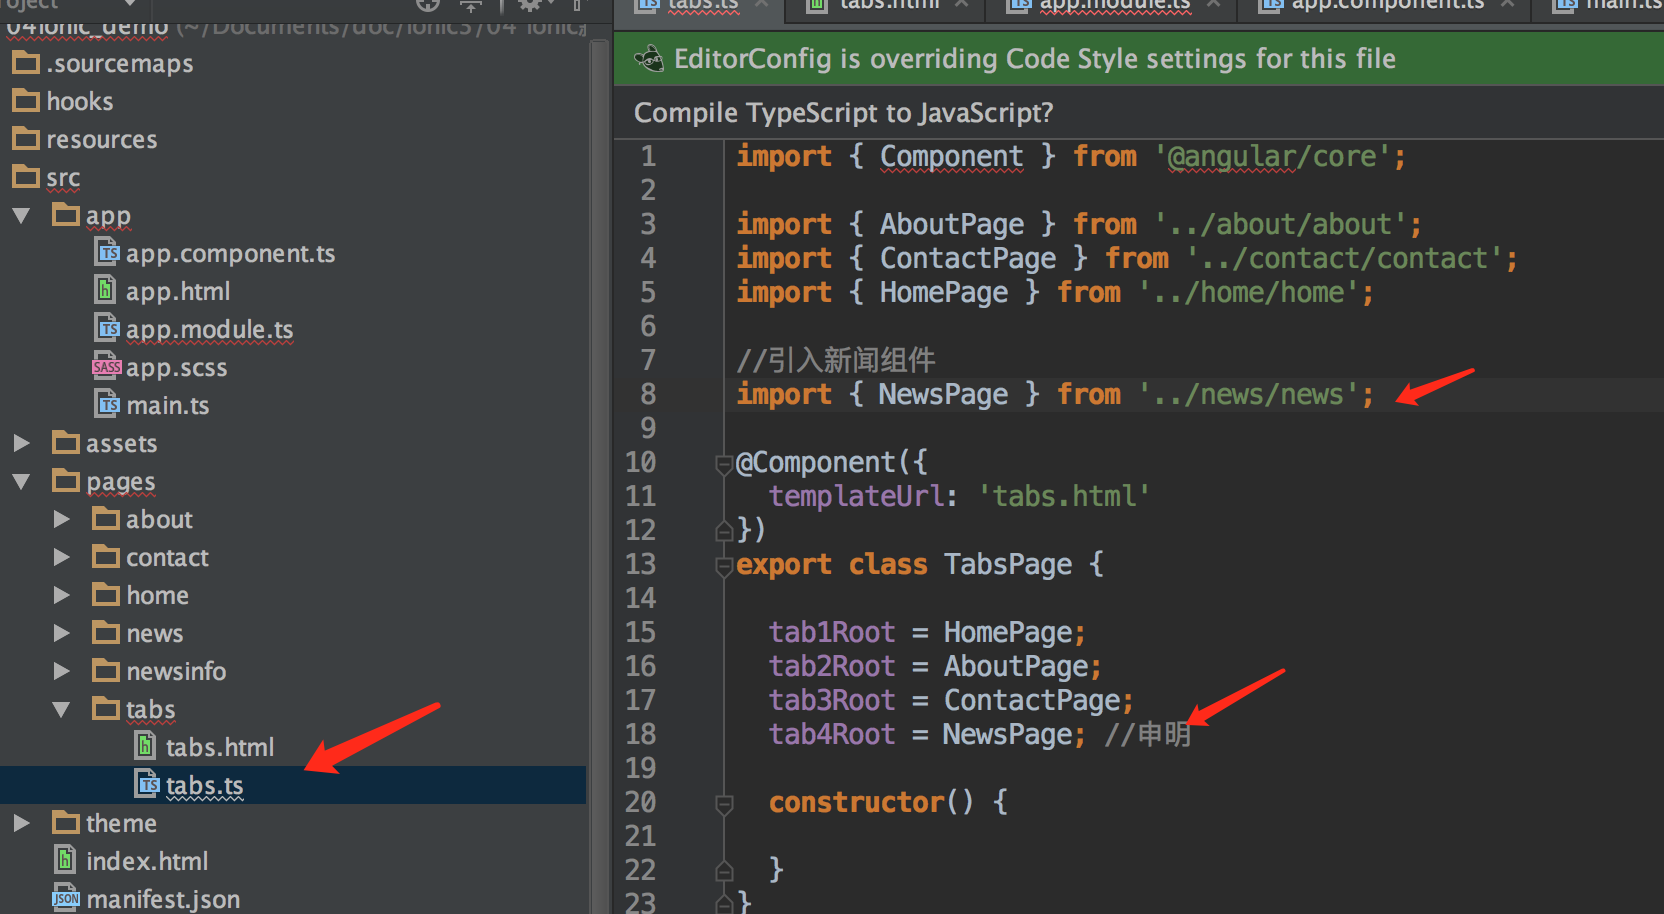 04ionic_demo (~/Documents/doc/ionic3/04 ionic
.sourcemaps
hooks
resources
src
app
app.component.ts
app.html
app.module.ts
app.scss
main.ts
assets
pages
about
contact
home
news
newsinfo
tabs
tabs.html
tabs.ts
theme
index.html
manifest.json
tabs.ts
tabs.html
app.module.ts
app.component.ts
main.ts
EditorConfig is overriding Code Style settings for this file
Compile TypeScript to JavaScript?
1 import { Component } from '@angular/core';
2
3 import { AboutPage } from '../about/about';
4 import { ContactPage } from '../contact/contact';
5 import { HomePage } from '../home/home';
6
7 //引入新闻组件
8 import { NewsPage } from '../news/news';
9
10 @Component({
11 templateUrl: 'tabs.html'
12 })
13 export class TabsPage {
14
15 tab1Root = HomePage;
16 tab2Root = AboutPage;
17 tab3Root = ContactPage;
18 tab4Root = NewsPage; //申明
19
20 constructor() {
21
22 }
23 }